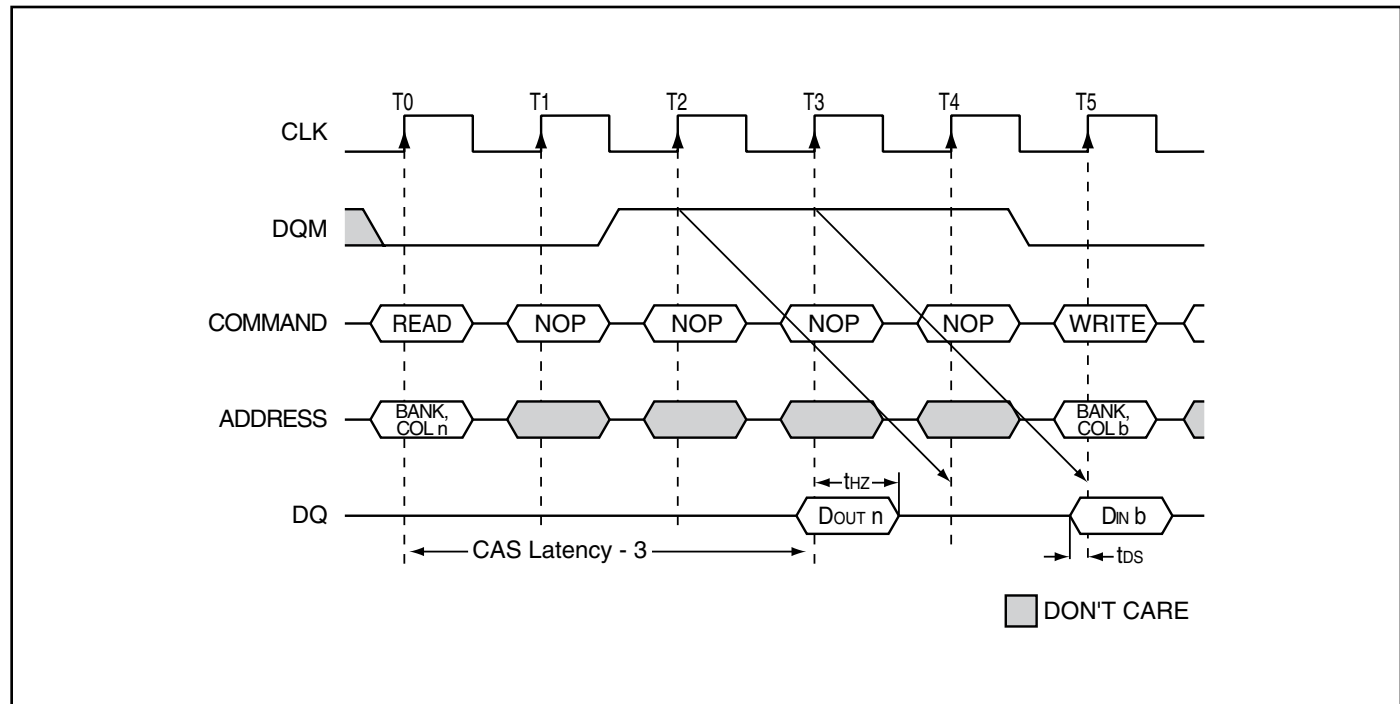 T0 T1 T2 T3 T4 T5
CLK
DQM
COMMAND READ NOP NOP NOP NOP WRITE
ADDRESS BANK, COL n BANK, COL b
tHZ
DQ DOUT n DIN b
CAS Latency - 3 tDS
DON'T CARE